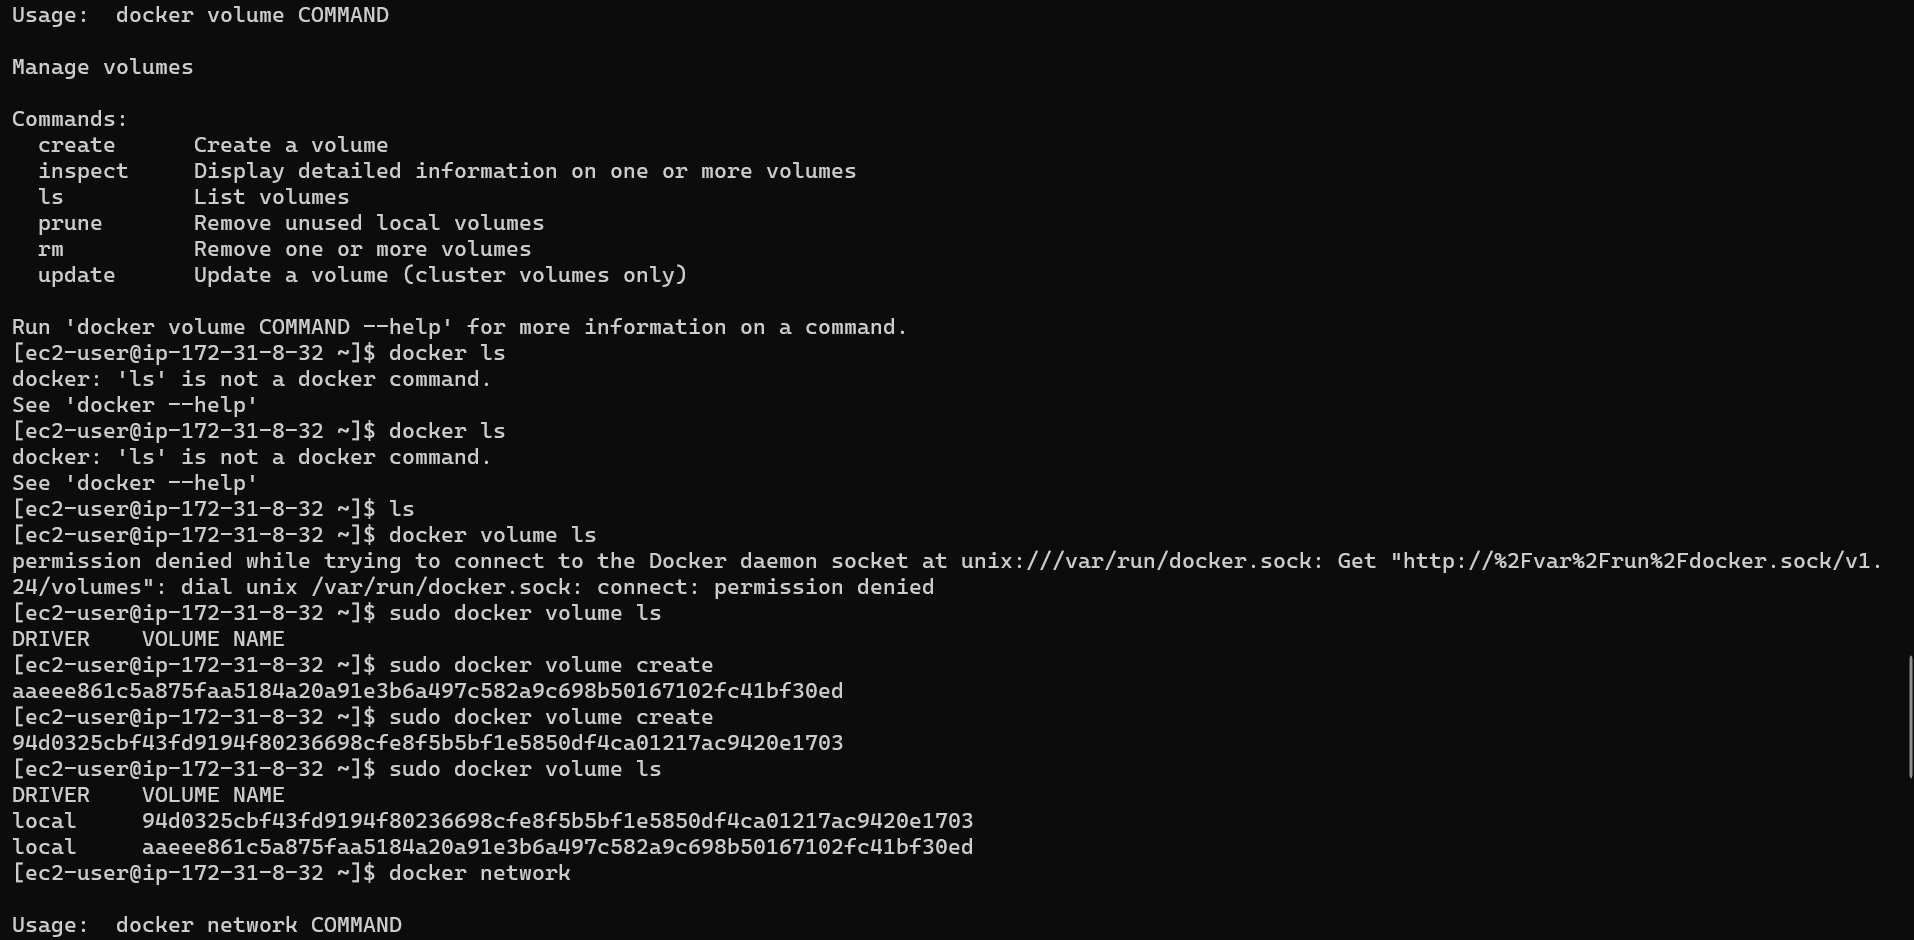 Usage:  docker volume COMMAND
Manage volumes
Commands:
  create      Create a volume
  inspect     Display detailed information on one or more volumes
  ls          List volumes
  prune       Remove unused local volumes
  rm          Remove one or more volumes
  update      Update a volume (cluster volumes only)
Run 'docker volume COMMAND --help' for more information on a command.
[ec2-user@ip-172-31-8-32 ~]$ docker ls
docker: 'ls' is not a docker command.
See 'docker --help'
[ec2-user@ip-172-31-8-32 ~]$ docker ls
docker: 'ls' is not a docker command.
See 'docker --help'
[ec2-user@ip-172-31-8-32 ~]$ ls
[ec2-user@ip-172-31-8-32 ~]$ docker volume ls
permission denied while trying to connect to the Docker daemon socket at unix:///var/run/docker.sock: Get "http://%2Fvar%2Frun%2Fdocker.sock/v1.
24/volumes": dial unix /var/run/docker.sock: connect: permission denied
[ec2-user@ip-172-31-8-32 ~]$ sudo docker volume ls
DRIVER    VOLUME NAME
[ec2-user@ip-172-31-8-32 ~]$ sudo docker volume create
aaeee861c5a875faa5184a20a91e3b6a497c582a9c698b50167102fc41bf30ed
[ec2-user@ip-172-31-8-32 ~]$ sudo docker volume create
94d0325cbf43fd9194f80236698cfe8f5b5bf1e5850df4ca01217ac9420e1703
[ec2-user@ip-172-31-8-32 ~]$ sudo docker volume ls
DRIVER    VOLUME NAME
local     94d0325cbf43fd9194f80236698cfe8f5b5bf1e5850df4ca01217ac9420e1703
local     aaeee861c5a875faa5184a20a91e3b6a497c582a9c698b50167102fc41bf30ed
[ec2-user@ip-172-31-8-32 ~]$ docker network
Usage:  docker network COMMAND